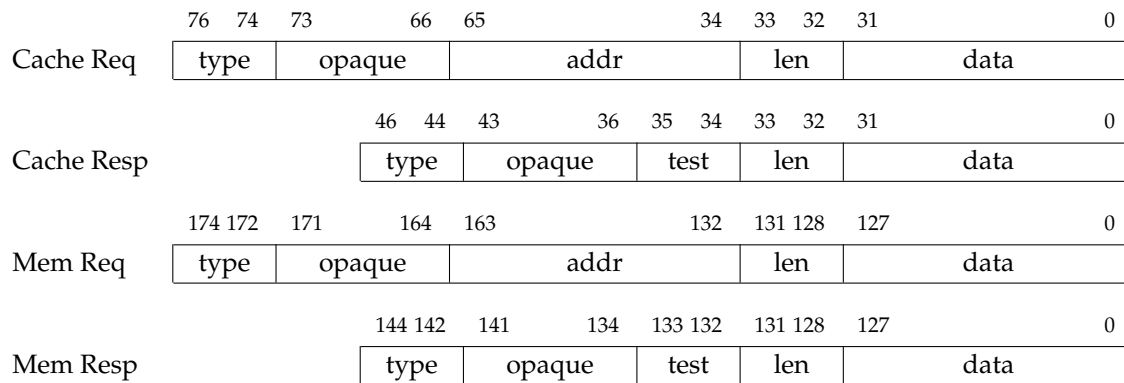 76 74 73 66 65 34 33 32 31 0
Cache Req type opaque addr len data
46 44 43 36 35 34 33 32 31 0
Cache Resp type opaque test len data
174 172 171 164 163 132 131 128 127 0
Mem Req type opaque addr len data
144 142 141 134 133 132 131 128 127 0
Mem Resp type opaque test len data